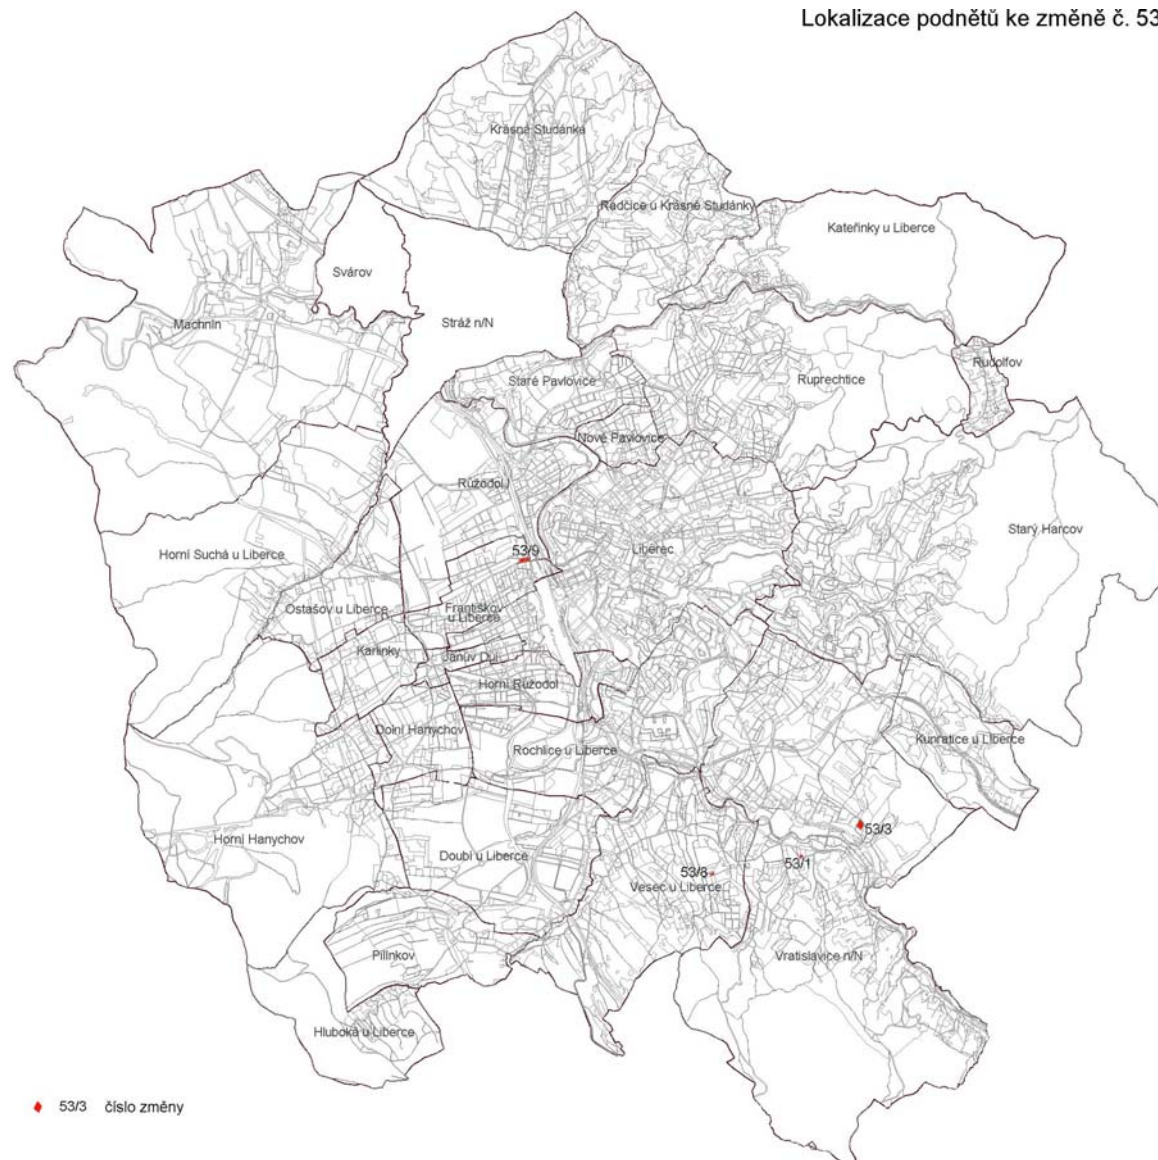 Lokalizace podnětů ke změně č. 53
Krásná Studánka
Radčice u Krásné Studánky
Kateřinky u Liberce
Svárov
Stráž n/N
Machnín
Rudolfov
Staré Pavlovice
Ruprechtice
Nové Pavlovice
Růžodol I
Starý Harcov
53/9
Liberec
Horní Suchá u Liberce
Ostašov u Liberce
Františkov
u Liberce
Karlinky
Janův Důl
Horní Růžodol
Dolní Hanychov
Rochlice u Liberce
Kunratice u Liberce
53/3
Horní Hanychov
Doubí u Liberce
53/1
53/8
Vesec u Liberce
Pilínkov
Vratislavice n/N
Hluboká u Liberce
53/3 číslo změny